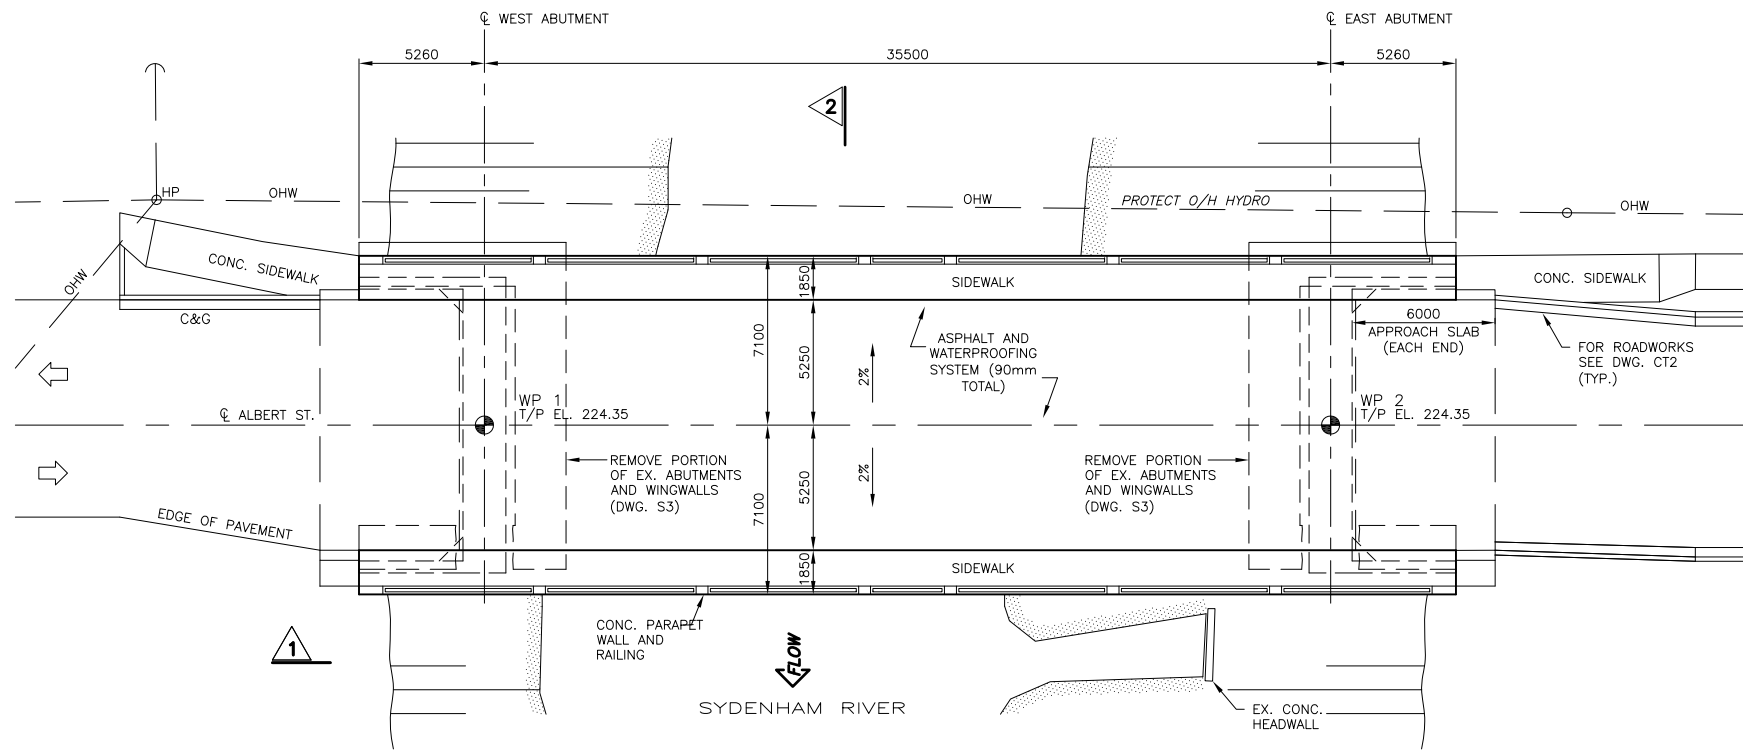 ℄ WEST ABUTMENT
℄ EAST ABUTMENT
5260
35500
5260
2
HP
OHW
OHW
PROTECT O/H HYDRO
OHW
OHW
CONC. SIDEWALK
C&G
1850
SIDEWALK
CONC. SIDEWALK
6000
APPROACH SLAB
(EACH END)
7100
5250
2%
ASPHALT AND
WATERPROOFING
SYSTEM (90mm
TOTAL)
FOR ROADWORKS
SEE DWG. CT2
(TYP.)
℄ ALBERT ST.
WP 1
T/P EL. 224.35
WP 2
T/P EL. 224.35
REMOVE PORTION
OF EX. ABUTMENTS
AND WINGWALLS
(DWG. S3)
7100
5250
2%
REMOVE PORTION
OF EX. ABUTMENTS
AND WINGWALLS
(DWG. S3)
EDGE OF PAVEMENT
1850
SIDEWALK
CONC. PARAPET
WALL AND
RAILING
1
FLOW
SYDENHAM RIVER
EX. CONC.
HEADWALL